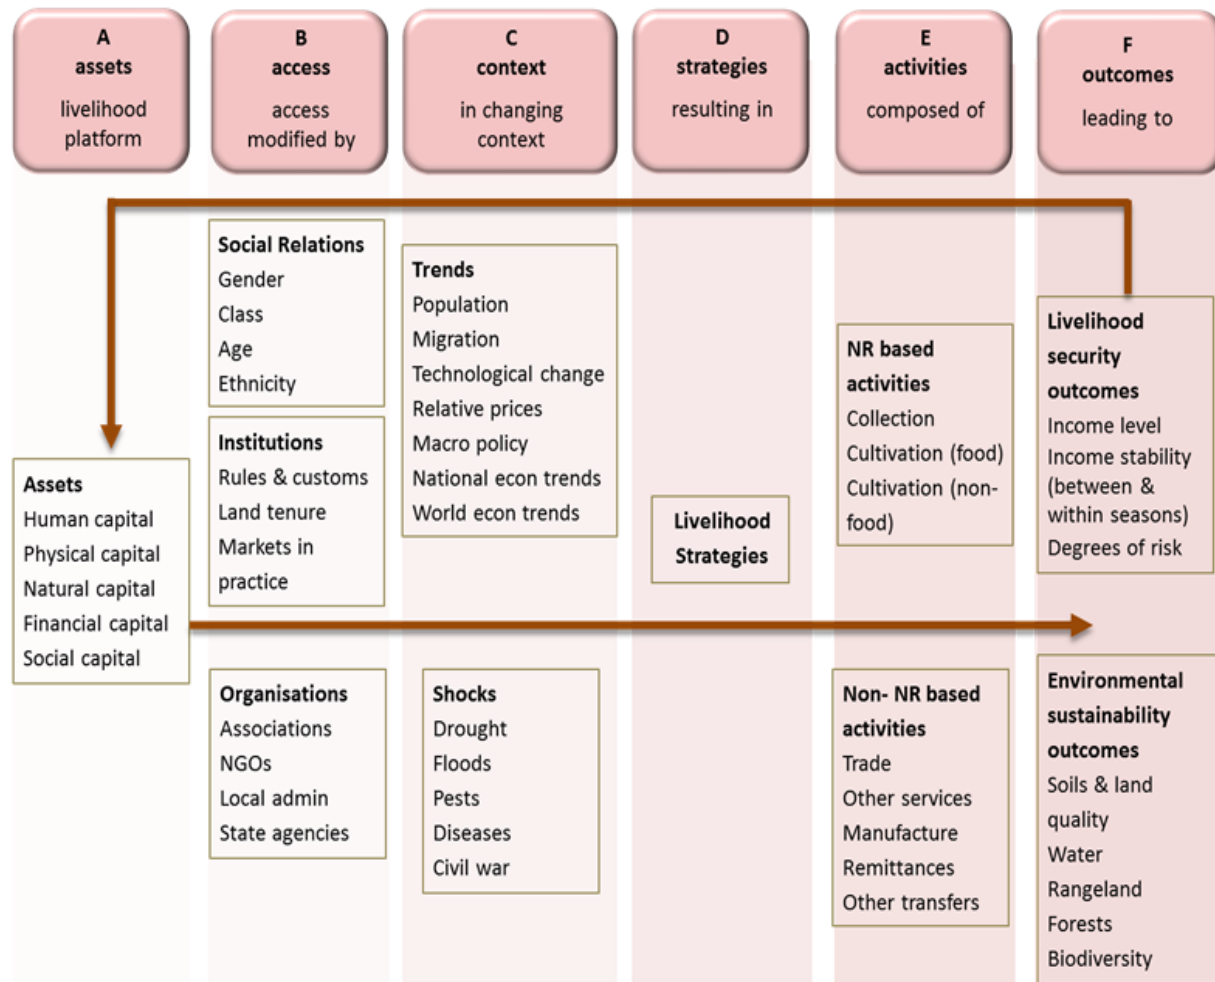 A
assets
livelihood
platform
B
access
access
modified by
C
context
in changing
context
D
strategies
resulting in
E
activities
composed of
F
outcomes
leading to
Assets
Human capital
Physical capital
Natural capital
Financial capital
Social capital
Social Relations
Gender
Class
Age
Ethnicity
Institutions
Rules & customs
Land tenure
Markets in
practice
Organisations
Associations
NGOs
Local admin
State agencies
Trends
Population
Migration
Technological change
Relative prices
Macro policy
National econ trends
World econ trends
Shocks
Drought
Floods
Pests
Diseases
Civil war
Livelihood
Strategies
NR based
activities
Collection
Cultivation (food)
Cultivation (non-
food)
Non- NR based
activities
Trade
Other services
Manufacture
Remittances
Other transfers
Livelihood
security
outcomes
Income level
Income stability
(between &
within seasons)
Degrees of risk
Environmental
sustainability
outcomes
Soils & land
quality
Water
Rangeland
Forests
Biodiversity